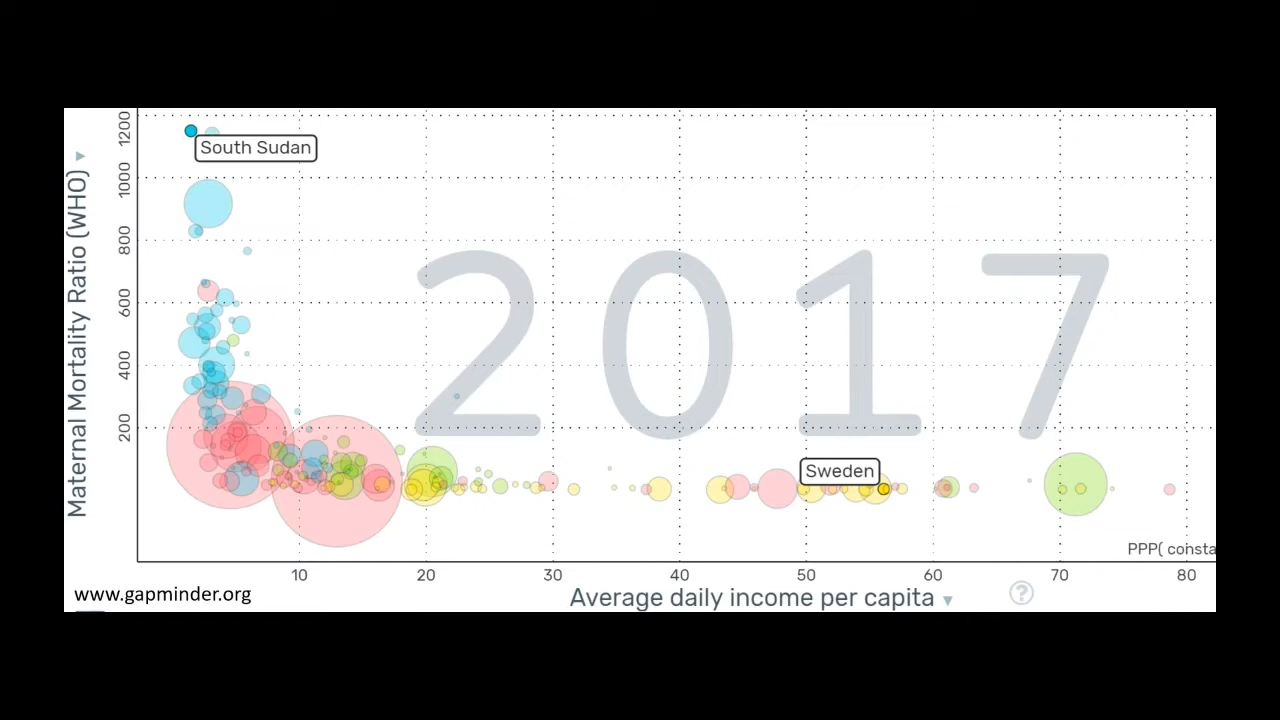 1200
1000
800
600
400
200
Maternal Mortality Ratio (WHO) ▼
South Sudan
2017
Sweden
PPP( consta
10 20 30 40 50 60 70 80
Average daily income per capita ▼
?
www.gapminder.org